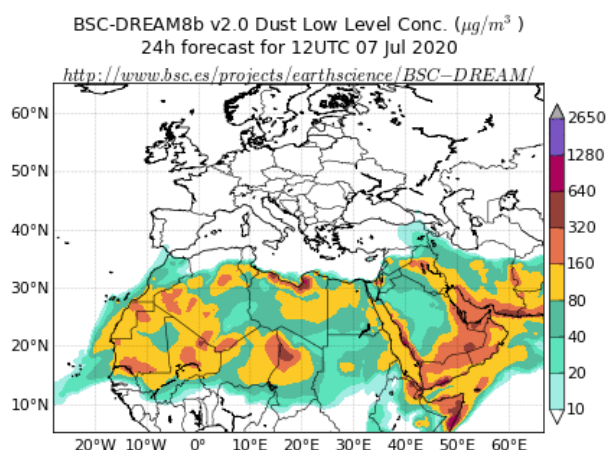 BSC-DREAM8b v2.0 Dust Low Level Conc. (μg/m³ )
24h forecast for 12UTC 07 Jul 2020
http://www.bsc.es/projects/earthscience/BSC−DREAM/
60°N
50°N
40°N
30°N
20°N
10°N
20°W
10°W
0°
10°E
20°E
30°E
40°E
50°E
60°E
2650
1280
640
320
160
80
40
20
10